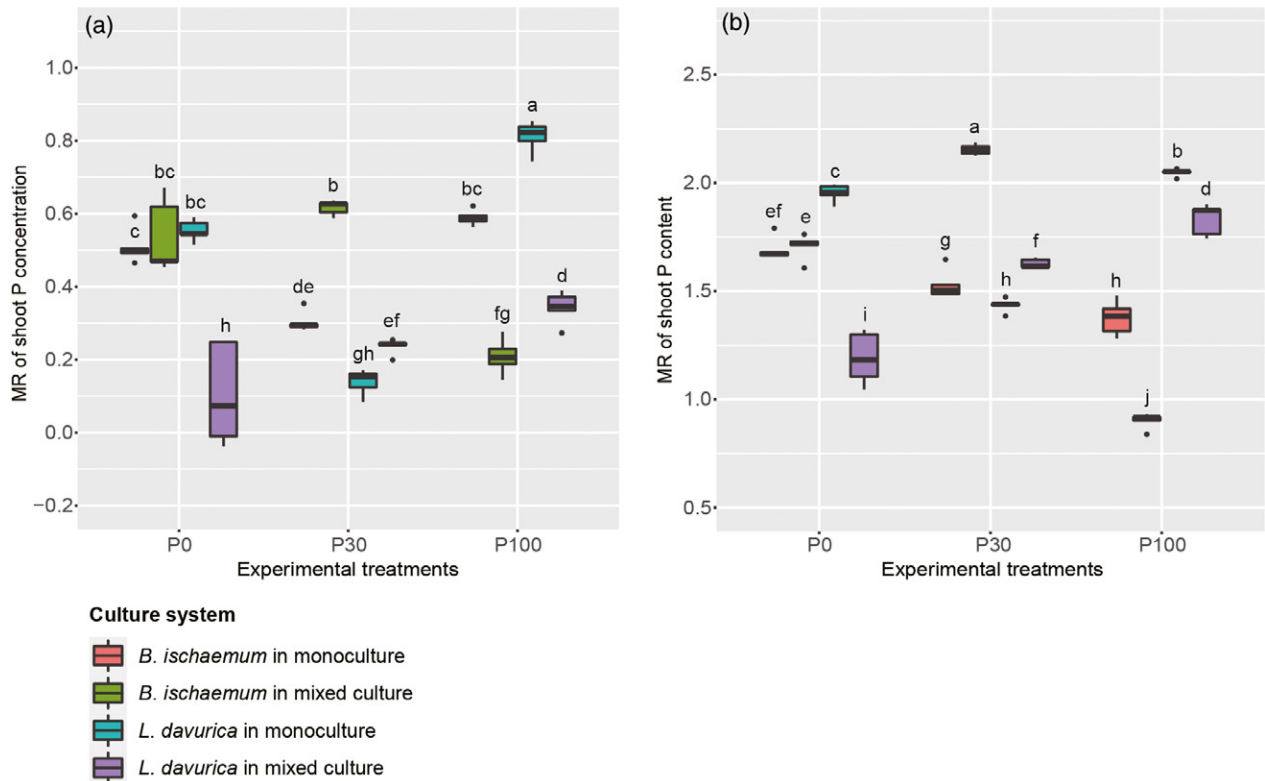 (a)
MR of shoot P concentration
1.0
0.8
0.6
0.4
0.2
0.0
−0.2
c
bc
bc
h
de
b
gh
ef
bc
fg
a
d
P0
P30
P100
Experimental treatments
(b)
MR of shoot P content
2.5
2.0
1.5
1.0
0.5
ef
e
c
i
g
a
h
f
h
j
b
d
P0
P30
P100
Experimental treatments
Culture system
B. ischaemum in monoculture
B. ischaemum in mixed culture
L. davurica in monoculture
L. davurica in mixed culture